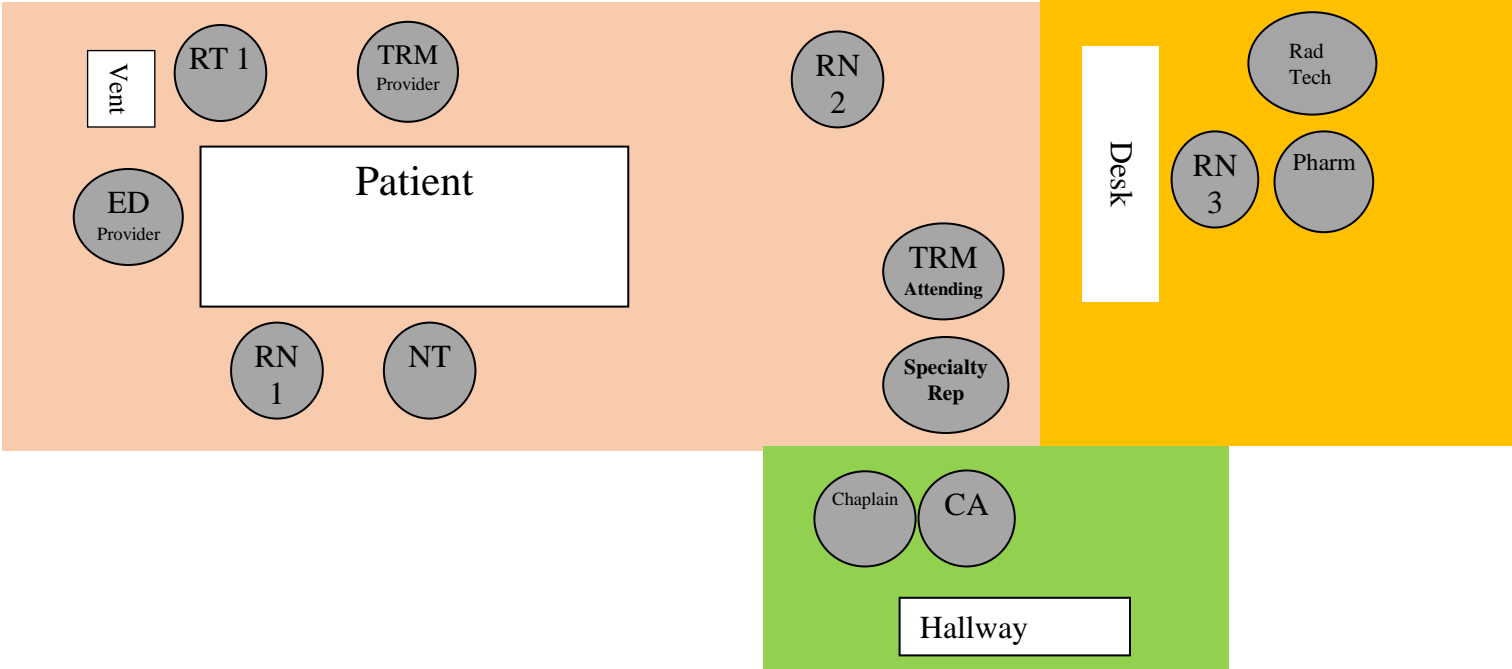 Vent
RT 1
TRM
Provider
RN
2
Rad
Tech
Desk
RN
3
Pharm
Patient
ED
Provider
TRM
Attending
RN
1
NT
Specialty
Rep
Chaplain
CA
Hallway